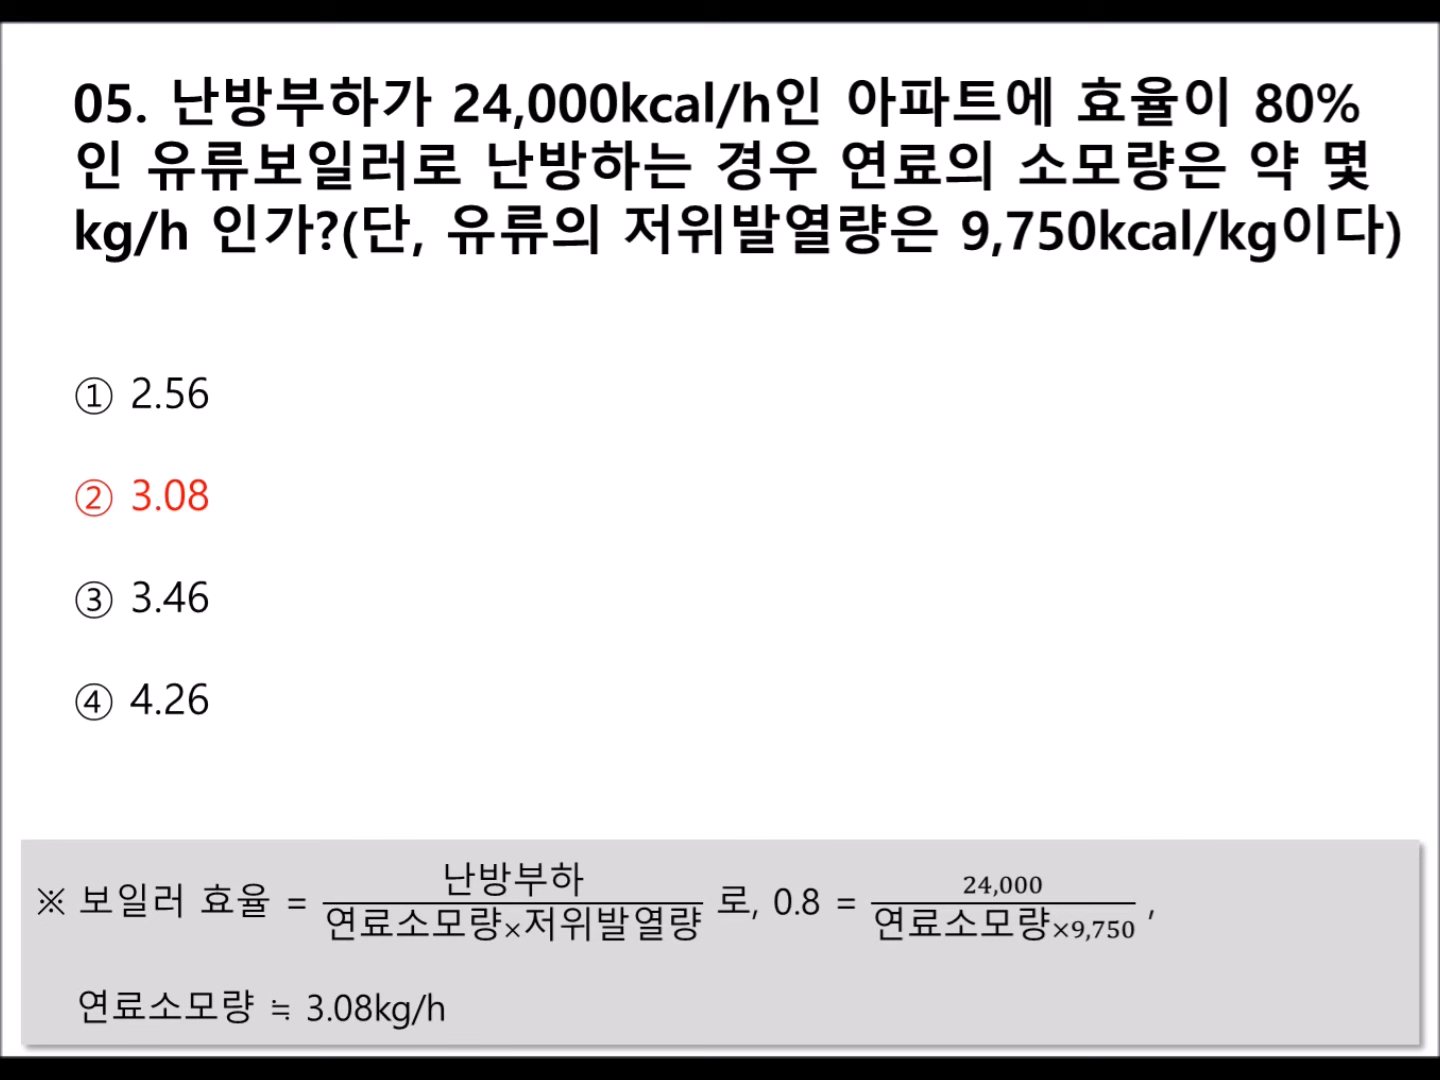 05. 난방부하가 24,000kcal/h인 아파트에 효율이 80%
인 유류보일러로 난방하는 경우 연료의 소모량은 약 몇
kg/h 인가?(단, 유류의 저위발열량은 9,750kcal/kg이다)
① 2.56
② 3.08
③ 3.46
④ 4.26
※ 보일러 효율 = 난방부하 / 연료소모량×저위발열량 로, 0.8 = 24,000 / 연료소모량×9,750 ,
연료소모량 ≒ 3.08kg/h